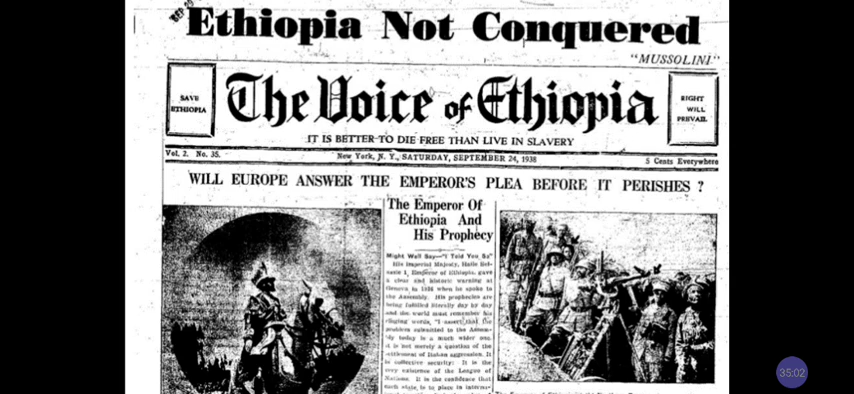 SEP 29
Ethiopia Not Conquered
"MUSSOLINI"
SAVE
ETHIOPIA
The Voice of Ethiopia
RIGHT
WILL
PREVAIL
IT IS BETTER TO DIE FREE THAN LIVE IN SLAVERY
Vol. 2. No. 35.
New York, N. Y., SATURDAY, SEPTEMBER 24, 1938
5 Cents Everywhere
WILL EUROPE ANSWER THE EMPEROR'S PLEA BEFORE IT PERISHES ?
The Emperor Of
Ethiopia And
His Prophecy
Might Well Say—"I Told You So"
His Imperial Majesty, Haile Sel-
assie I, Emperor of Ethiopia, gave
a clear and historic warning at
Geneva in 1936 when he spoke to
the Assembly. His prophecies are
being fulfilled literally day by day
and the world must remember his
ringing words, "I assert that the
problem submitted to the Assem-
bly today is a much wider one.
it is not merely a question of the
settlement of Italian aggression. It
is collective security: It is the
very existence of the League of
Nations. It is the confidence that
each state is to place in interna-
35:02